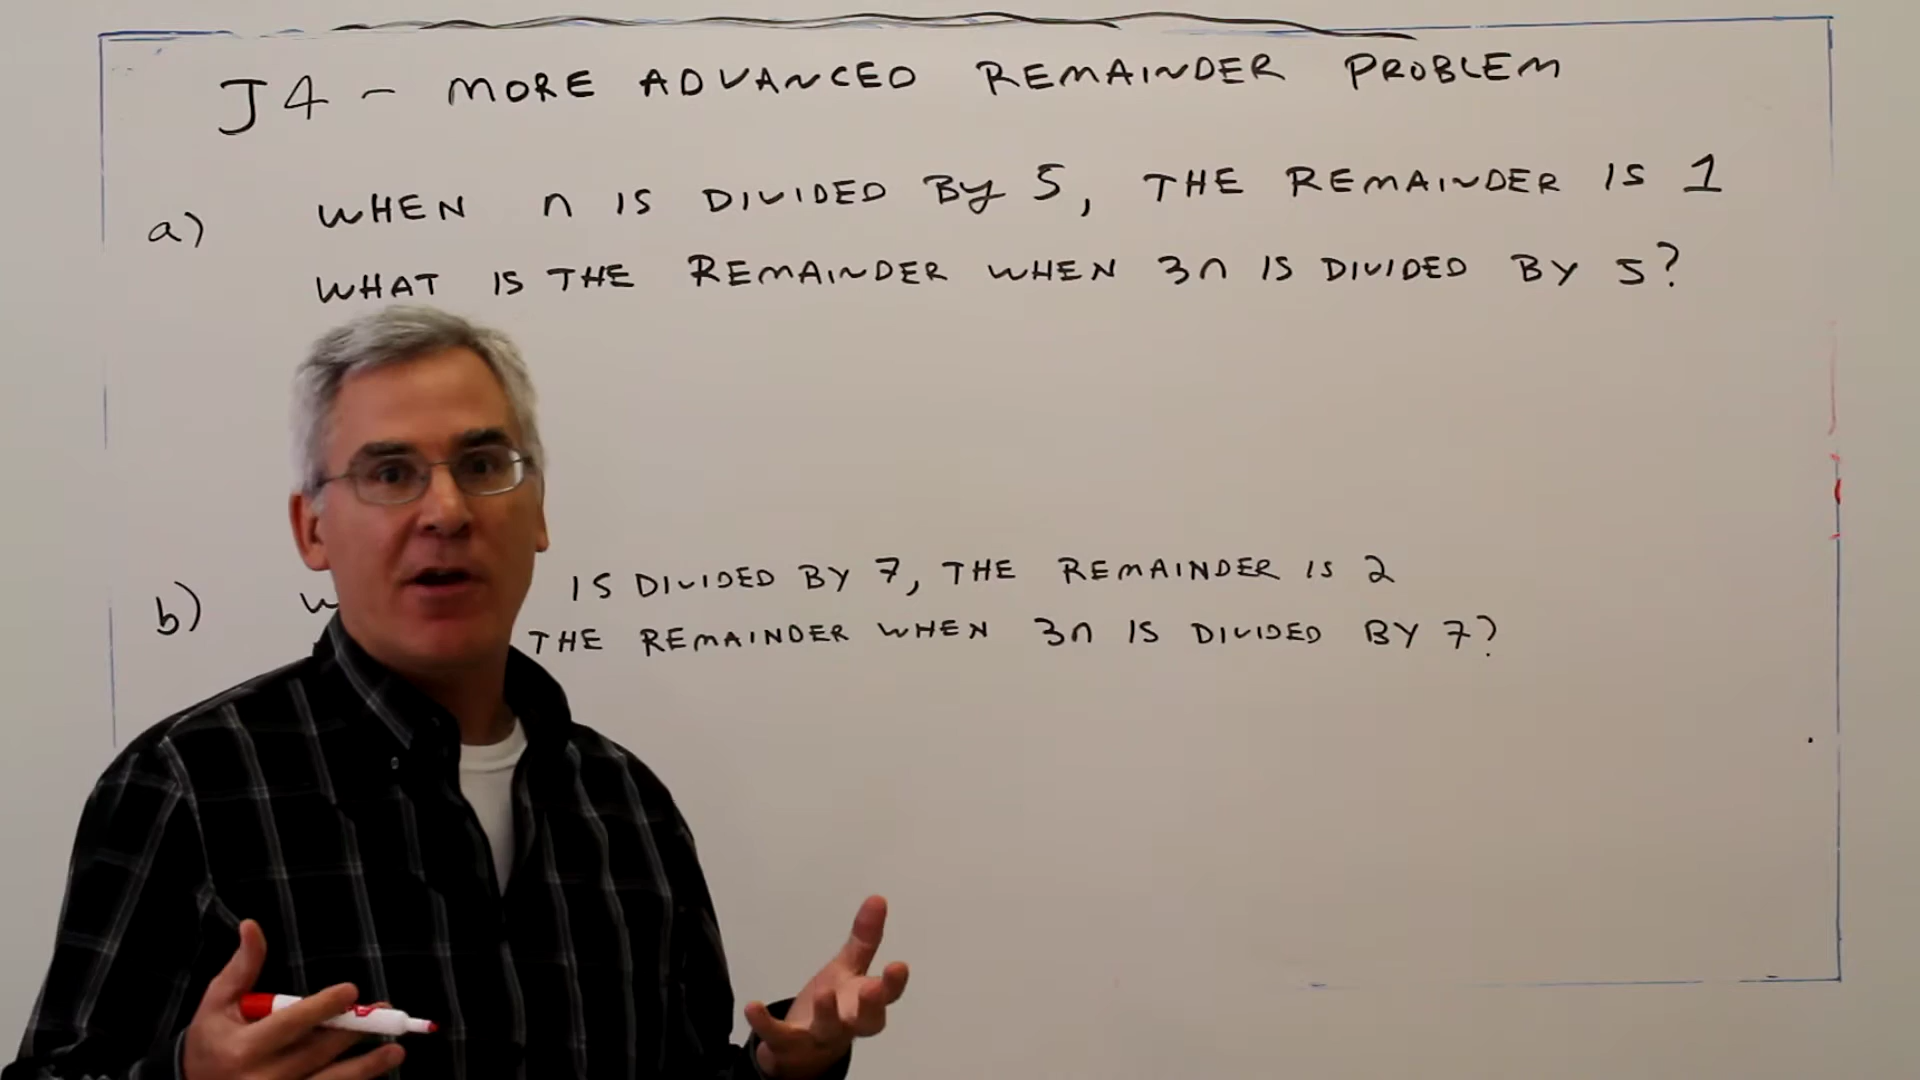 J4 - MORE ADVANCED REMAINDER PROBLEM
a) WHEN n IS DIVIDED BY 5, THE REMAINDER IS 1
WHAT IS THE REMAINDER WHEN 3n IS DIVIDED BY 5?
b) IS DIVIDED BY 7, THE REMAINDER IS 2
THE REMAINDER WHEN 3n IS DIVIDED BY 7?